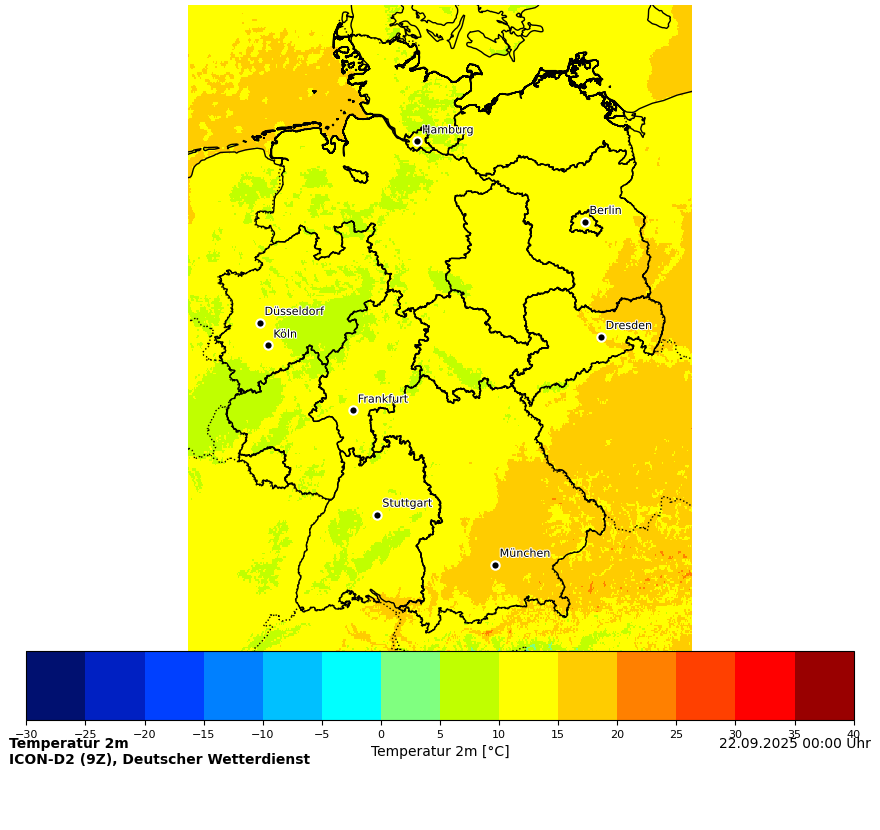 Hamburg
Berlin
Düsseldorf
Köln
Dresden
Frankfurt
Stuttgart
München
−30 −25 −20 −15 −10 −5 0 5 10 15 20 25 30 35 40
Temperatur 2m
22.09.2025 00:00 Uhr
Temperatur 2m [°C]
ICON-D2 (9Z), Deutscher Wetterdienst